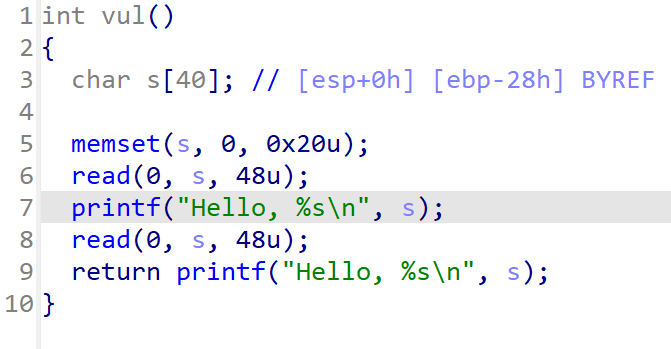 1 int vul()
2 {
3   char s[40]; // [esp+0h] [ebp-28h] BYREF
4
5   memset(s, 0, 0x20u);
6   read(0, s, 48u);
7   printf("Hello, %s\n", s);
8   read(0, s, 48u);
9   return printf("Hello, %s\n", s);
10 }